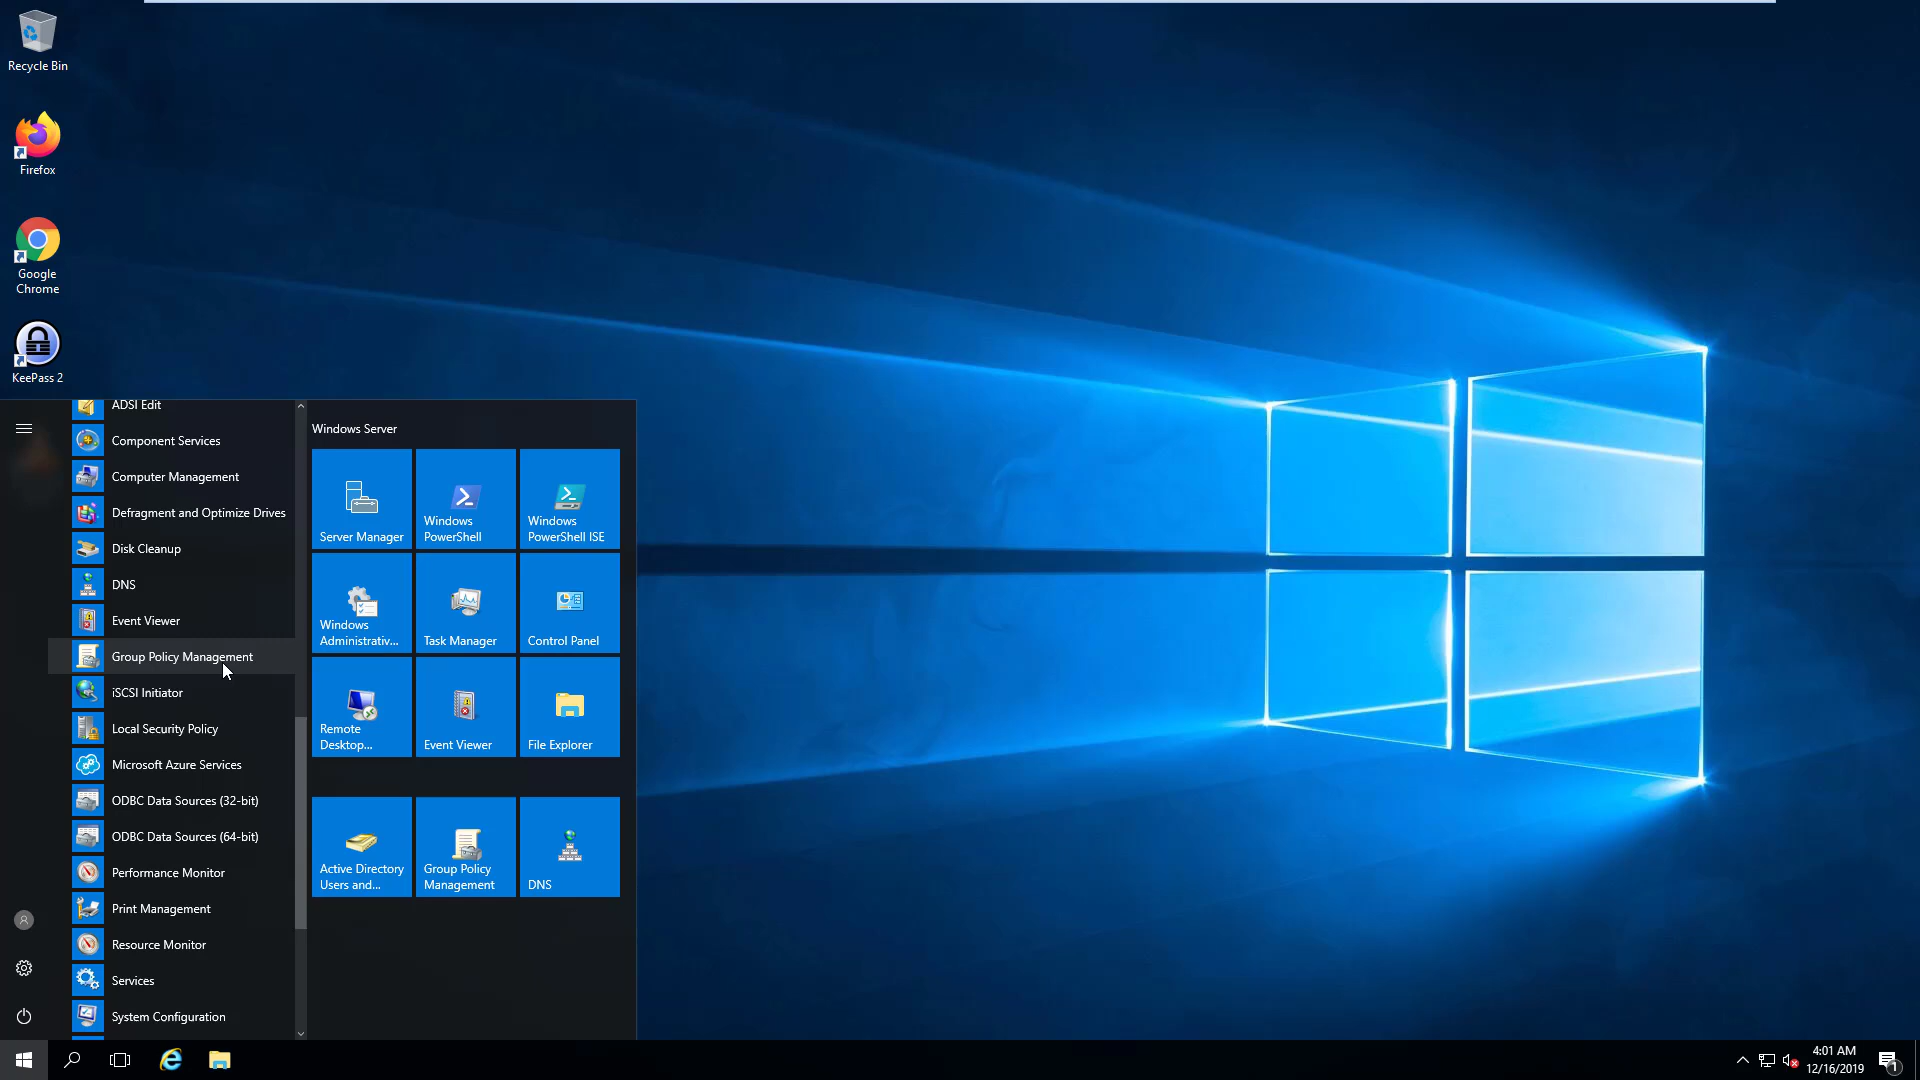 Recycle Bin
Firefox
Google
Chrome
KeePass 2
ADSI Edit
Component Services
Computer Management
Defragment and Optimize Drives
Disk Cleanup
DNS
Event Viewer
Group Policy Management
iSCSI Initiator
Local Security Policy
Microsoft Azure Services
ODBC Data Sources (32-bit)
ODBC Data Sources (64-bit)
Performance Monitor
Print Management
Resource Monitor
Services
System Configuration
Windows Server
Server Manager
Windows
PowerShell
Windows
PowerShell ISE
Windows
Administrativ...
Task Manager
Control Panel
Remote
Desktop...
Event Viewer
File Explorer
Active Directory
Users and...
Group Policy
Management
DNS
4:01 AM
12/16/2019
1